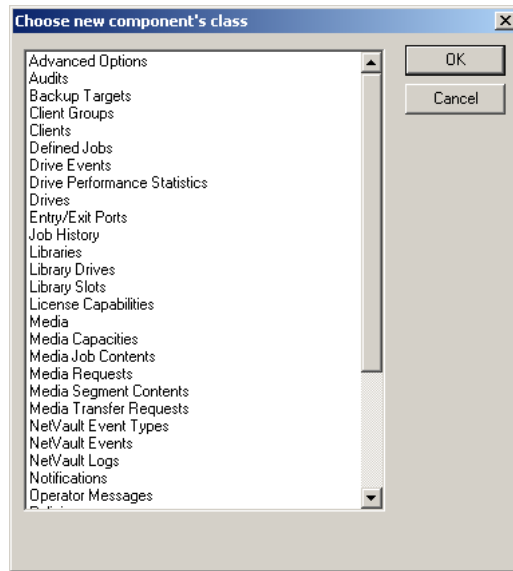 Choose new component's class
Advanced Options
Audits
Backup Targets
Client Groups
Clients
Defined Jobs
Drive Events
Drive Performance Statistics
Drives
Entry/Exit Ports
Job History
Libraries
Library Drives
Library Slots
License Capabilities
Media
Media Capacities
Media Job Contents
Media Requests
Media Segment Contents
Media Transfer Requests
NetVault Event Types
NetVault Events
NetVault Logs
Notifications
Operator Messages
OK
Cancel